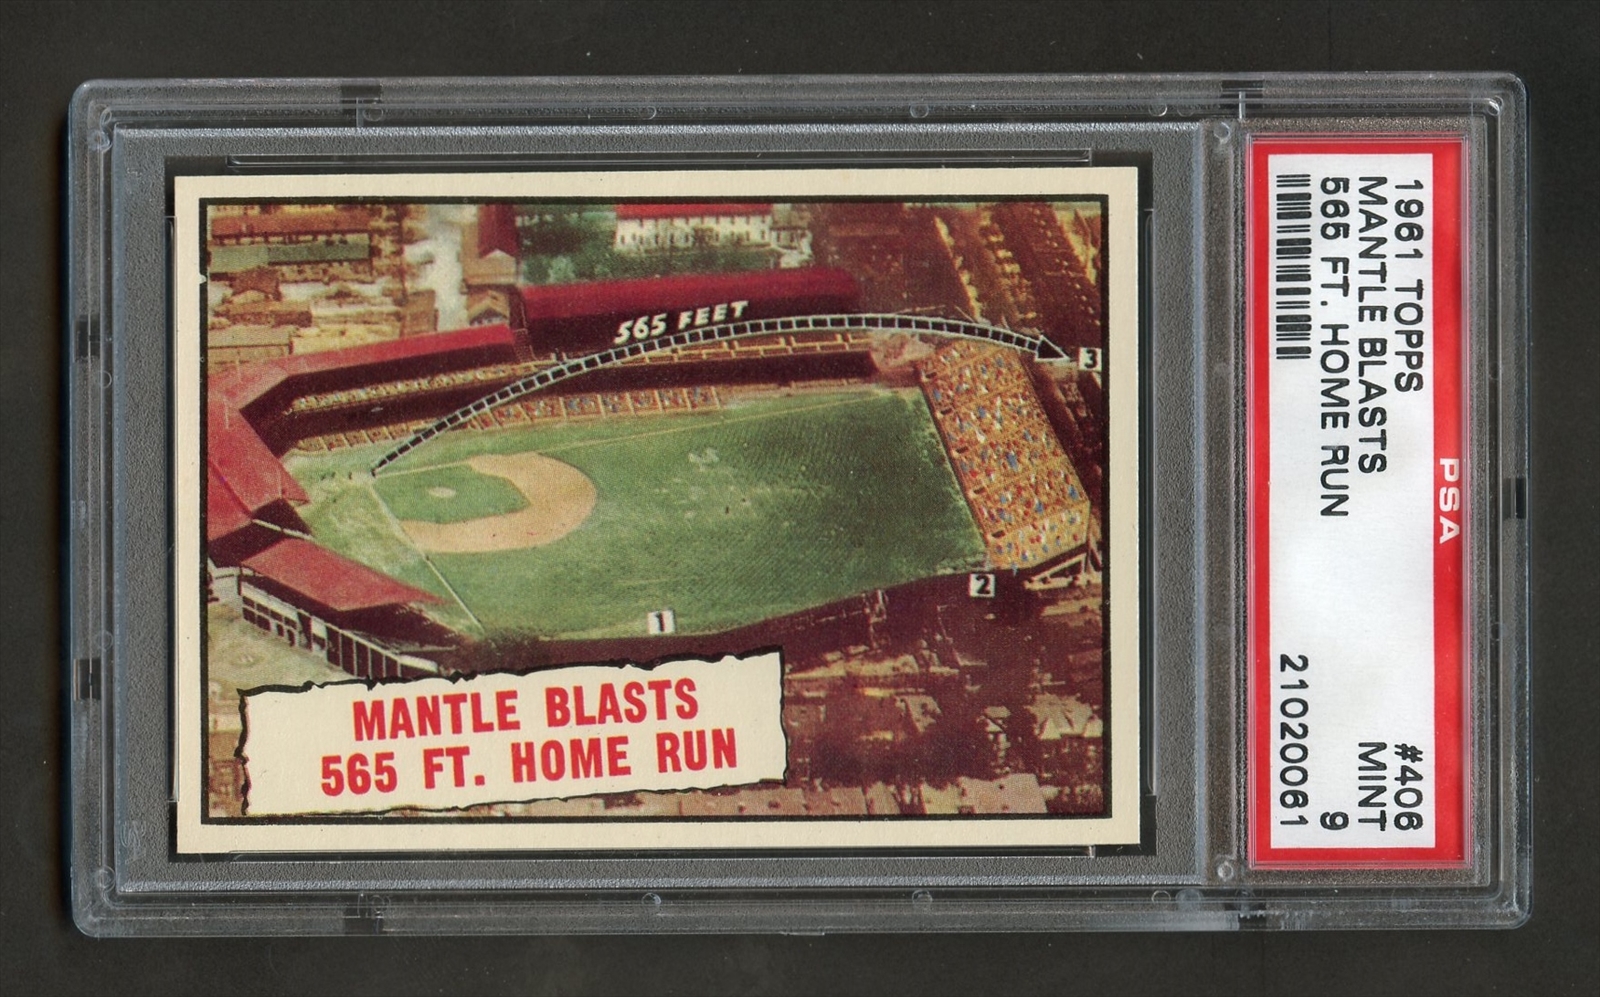 565 FEET
3
2
1
MANTLE BLASTS
565 FT. HOME RUN
PSA
1961 TOPPS #406
MANTLE BLASTS MINT
565 FT. HOME RUN 9
21020061